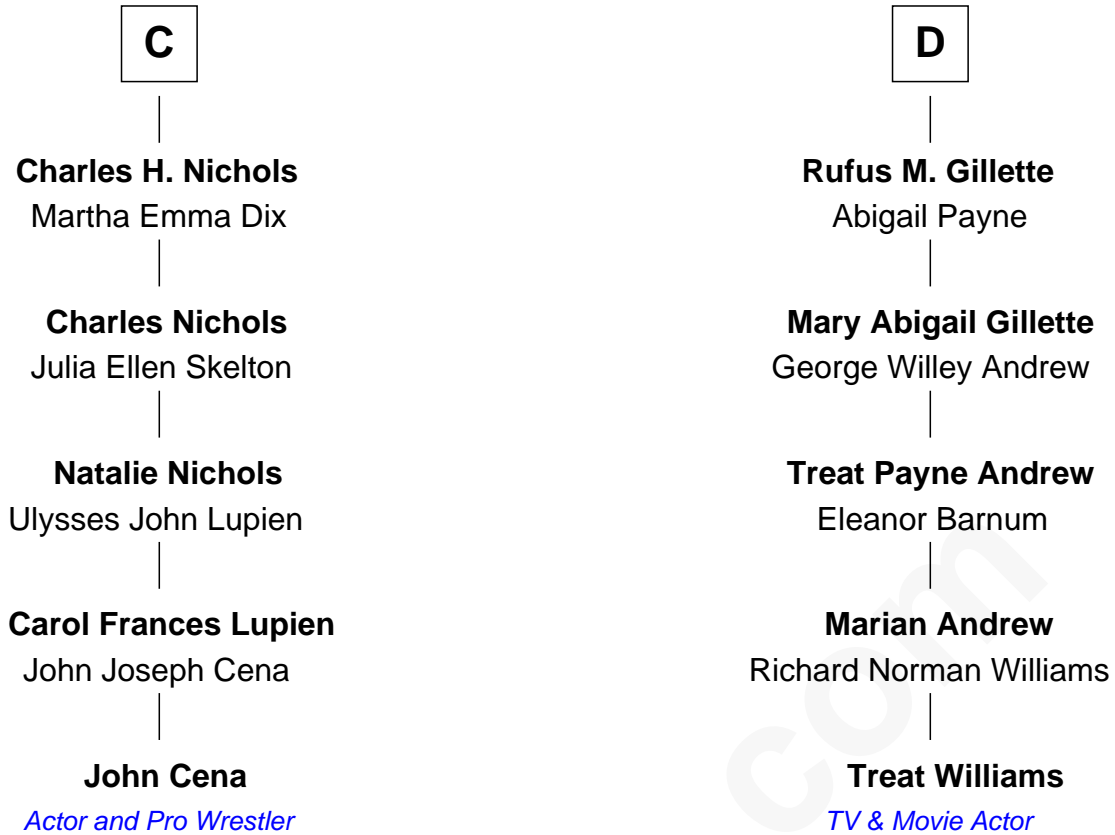 C
Charles H. Nichols
Martha Emma Dix
Charles Nichols
Julia Ellen Skelton
Natalie Nichols
Ulysses John Lupien
Carol Frances Lupien
John Joseph Cena
John Cena
Actor and Pro Wrestler
D
Rufus M. Gillette
Abigail Payne
Mary Abigail Gillette
George Willey Andrew
Treat Payne Andrew
Eleanor Barnum
Marian Andrew
Richard Norman Williams
Treat Williams
TV & Movie Actor
com